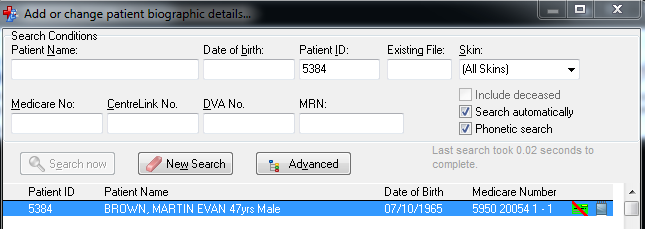 Add or change patient biographic details...
Search Conditions
Patient Name: Date of birth: Patient ID: Existing File: Skin:
5384 (All Skins)
Include deceased
Medicare No: CentreLink No. DVA No. MRN:
Search automatically
Phonetic search
Search now New Search Advanced
Last search took 0.02 seconds to
complete.
Patient ID Patient Name Date of Birth Medicare Number
5384 BROWN, MARTIN EVAN 47yrs Male 07/10/1965 5950 20054 1 - 1